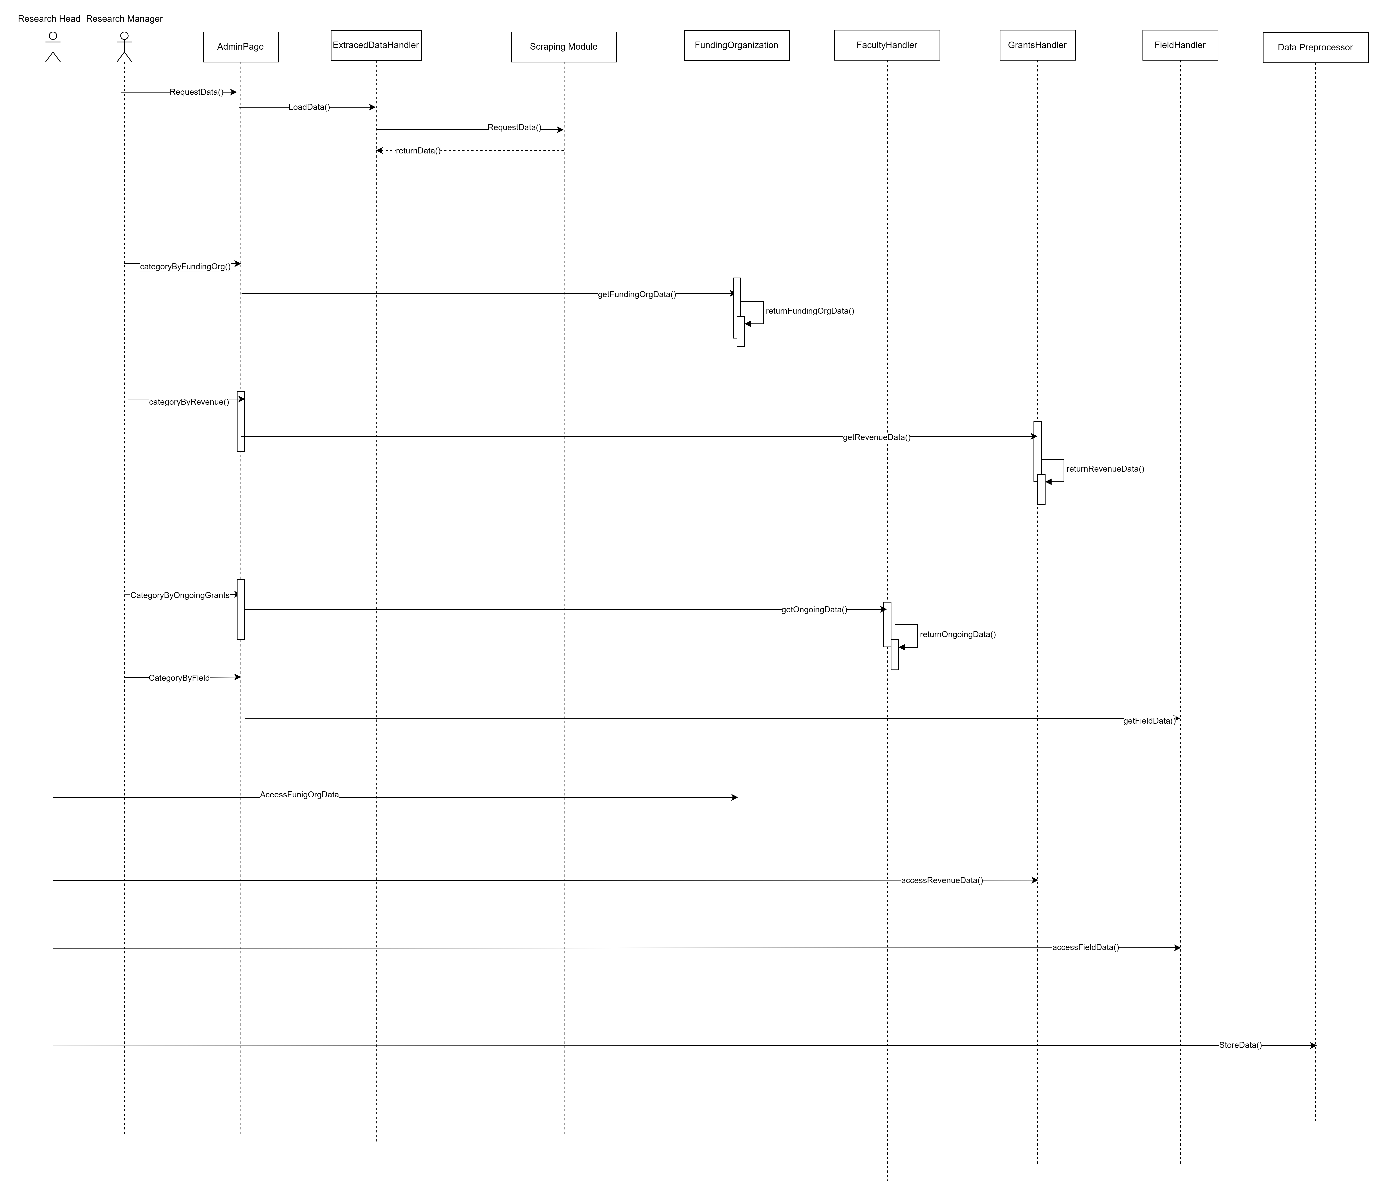 Research Head Research Manager
AdminPage
ExtracedDataHandler
Scraping Module
FundingOrganization
FacultyHandler
GrantsHandler
FieldHandler
Data Preprocessor
RequestData()
LoadData()
RequestData()
returnData()
categoryByFundingOrg()
getFundingOrgData()
returnFundingOrgData()
categoryByRevenue()
getRevenueData()
returnRevenueData()
CategoryByOngoingGrants
getOngoingData()
returnOngoingData()
CategoryByField
getFieldData()
AccessFunigOrgData
accessRevenueData()
accessFieldData()
StoreData()